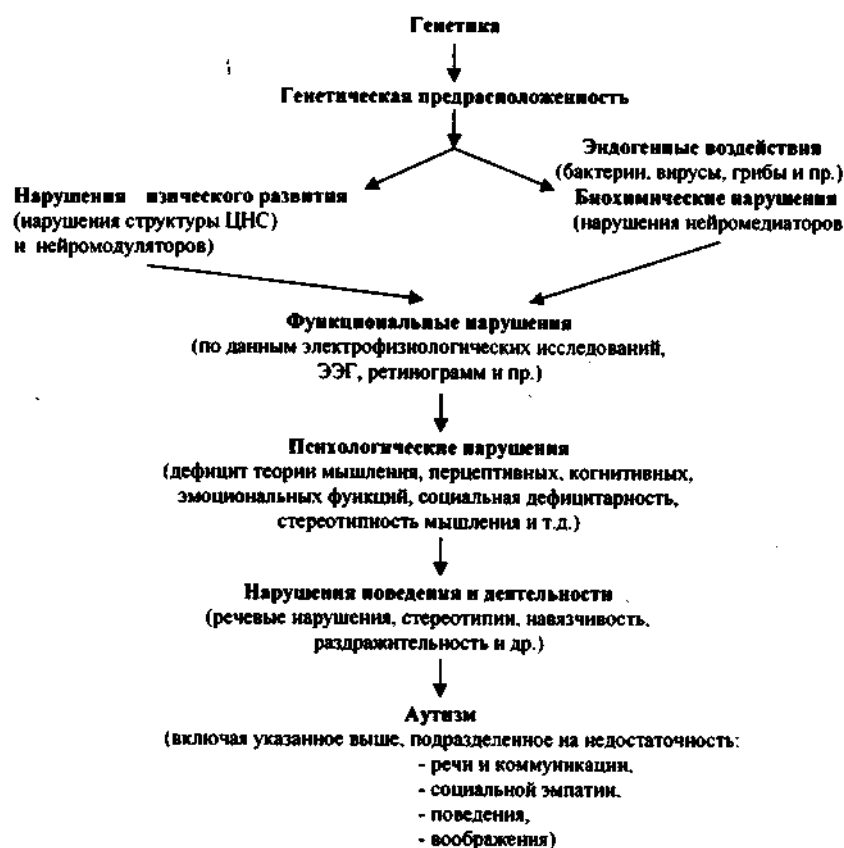 Генетика
Генетическая предрасположенность
Эндогенные воздействия
(бактерии, вирусы, грибы и пр.)
Нарушения изического развития
(нарушения структуры ЦНС)
и нейромодуляторов)
Биохимические нарушения
(нарушения нейромедиаторов
Функциональные нарушения
(по данным электрофизиологических исследований,
ЭЭГ, ретинограмм и пр.)
Психологические нарушения
(дефицит теории мышления, перцептивных, когнитивных,
эмоциональных функций, социальная дефицитарность,
стереотипность мышления и т.д.)
Нарушения поведения и деятельности
(речевые нарушения, стереотипии, навязчивость,
раздражительность и др.)
Аутизм
(включая указанное выше, подразделенное на недостаточность:
- речи и коммуникации,
- социальной эмпатии,
- поведения,
- воображения)